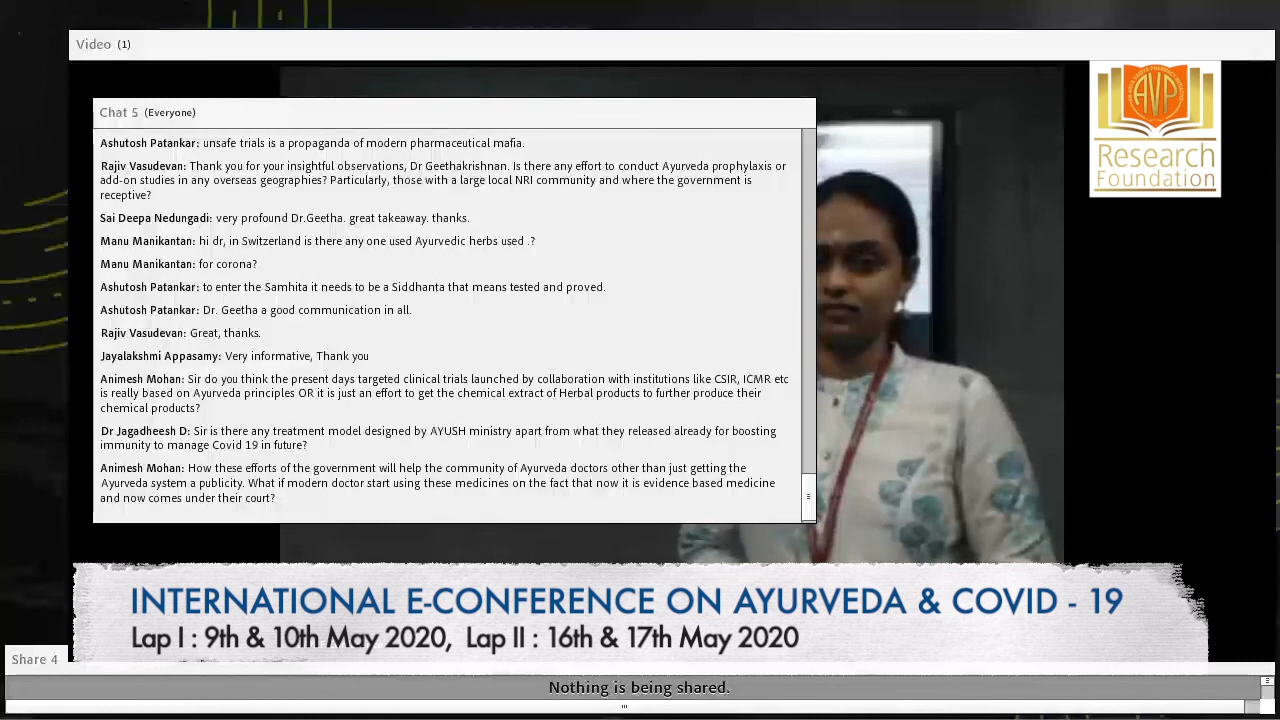 Video (1)
AVP
Research
Foundation
Chat 5 (Everyone)
Ashutosh Patankar: unsafe trials is a propaganda of modern pharmaceutical mafia.
Rajiv Vasudevan: Thank you for your insightful observations, Dr Geethakrishnan. Is there any effort to conduct Ayurveda prophylaxis or
add-on studies in any overseas geographies? Particularly, those with a large local NRI community and where the government is
receptive?
Sai Deepa Nedungadi: very profound Dr.Geetha. great takeaway. thanks.
Manu Manikantan: hi dr, in Switzerland is there any one used Ayurvedic herbs used .?
Manu Manikantan: for corona?
Ashutosh Patankar: to enter the Samhita it needs to be a Siddhanta that means tested and proved.
Ashutosh Patankar: Dr. Geetha a good communication in all.
Rajiv Vasudevan: Great, thanks.
Jayalakshmi Appasamy: Very informative, Thank you
Animesh Mohan: Sir do you think the present days targeted clinical trials launched by collaboration with institutions like CSIR, ICMR etc
is really based on Ayurveda principles OR it is just an effort to get the chemical extract of Herbal products to further produce their
chemical products?
Dr Jagadheesh D: Sir is there any treatment model designed by AYUSH ministry apart from what they released already for boosting
immunity to manage Covid 19 in future?
Animesh Mohan: How these efforts of the government will help the community of Ayurveda doctors other than just getting the
Ayurveda system a publicity. What if modern doctor start using these medicines on the fact that now it is evidence based medicine
and now comes under their court?
INTERNATIONAL E-CONFERENCE ON AYURVEDA & COVID - 19
Lap I : 9th & 10th May 2020, Lap II : 16th & 17th May 2020
Share 4
Nothing is being shared.